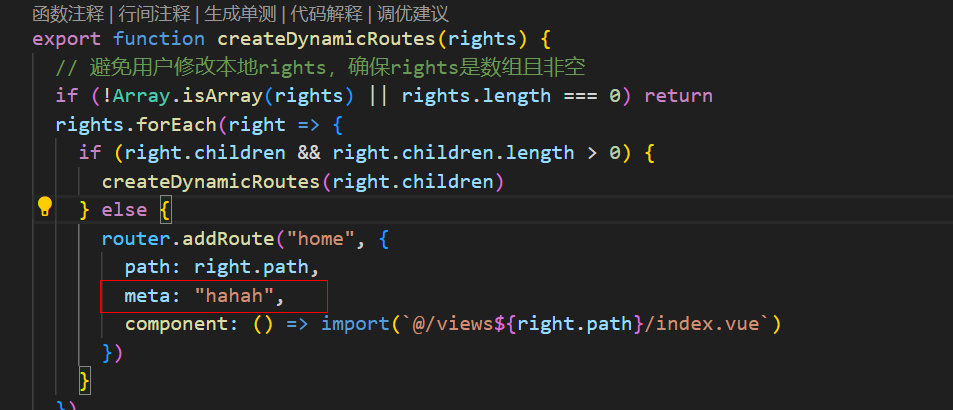 函数注释 | 行间注释 | 生成单测 | 代码解释 | 调优建议
export function createDynamicRoutes(rights) {
// 避免用户修改本地rights, 确保rights是数组且非空
if (!Array.isArray(rights) || rights.length === 0) return
rights.forEach(right => {
if (right.children && right.children.length > 0) {
createDynamicRoutes(right.children)
} else {
router.addRoute("home", {
path: right.path,
meta: "hahah",
component: () => import(`@/views${right.path}/index.vue`)
})
}
})